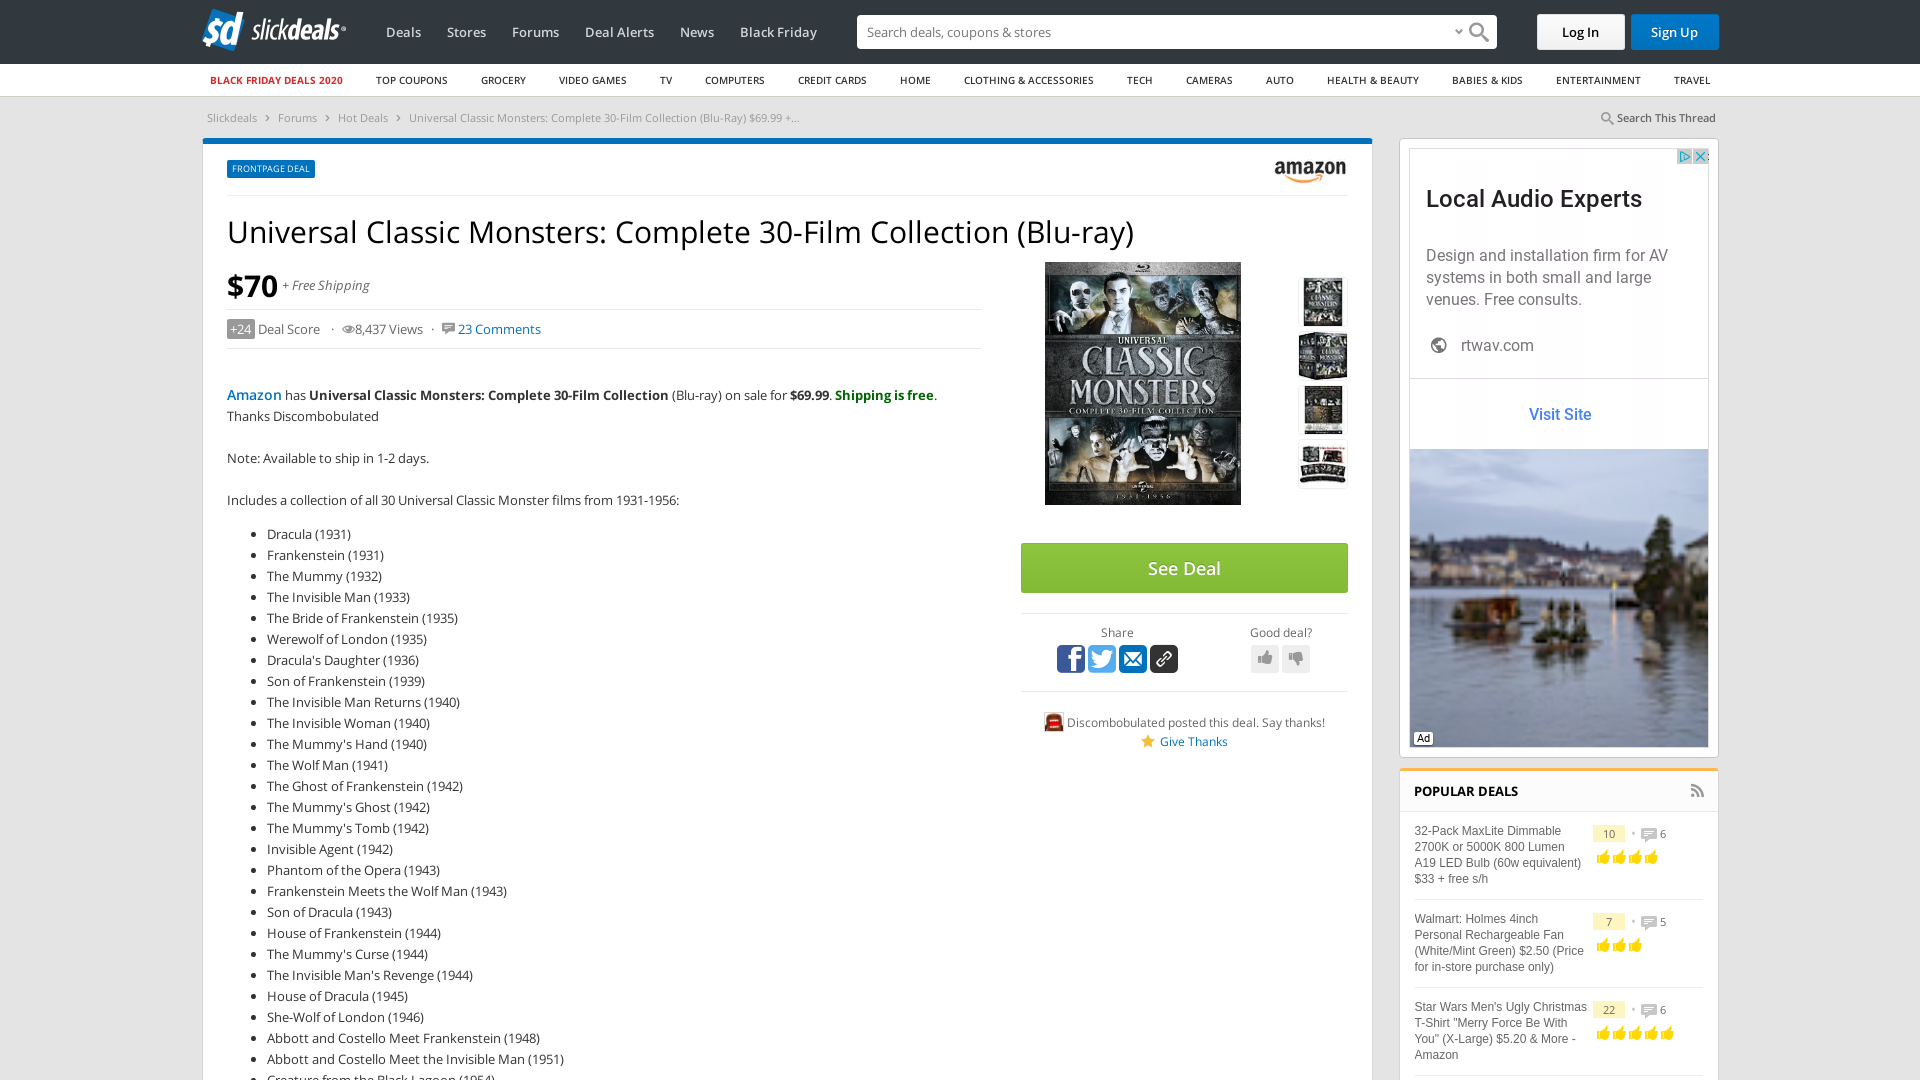 slickdeals
Deals
Stores
Forums
Deal Alerts
News
Black Friday
Search deals, coupons & stores
Log In
Sign Up
BLACK FRIDAY DEALS 2020
TOP COUPONS
GROCERY
VIDEO GAMES
TV
COMPUTERS
CREDIT CARDS
HOME
CLOTHING & ACCESSORIES
TECH
CAMERAS
AUTO
HEALTH & BEAUTY
BABIES & KIDS
ENTERTAINMENT
TRAVEL
Slickdeals › Forums › Hot Deals › Universal Classic Monsters: Complete 30-Film Collection (Blu-Ray) $69.99 +...
Search This Thread
FRONTPAGE DEAL
amazon
Universal Classic Monsters: Complete 30-Film Collection (Blu-ray)
$70 + Free Shipping
+24 Deal Score · 8,437 Views · 23 Comments
Amazon has Universal Classic Monsters: Complete 30-Film Collection (Blu-ray) on sale for $69.99. Shipping is free.
Thanks Discombobulated
Note: Available to ship in 1-2 days.
Includes a collection of all 30 Universal Classic Monster films from 1931-1956:
Dracula (1931)
Frankenstein (1931)
The Mummy (1932)
The Invisible Man (1933)
The Bride of Frankenstein (1935)
Werewolf of London (1935)
Dracula's Daughter (1936)
Son of Frankenstein (1939)
The Invisible Man Returns (1940)
The Invisible Woman (1940)
The Mummy's Hand (1940)
The Wolf Man (1941)
The Ghost of Frankenstein (1942)
The Mummy's Ghost (1942)
The Mummy's Tomb (1942)
Invisible Agent (1942)
Phantom of the Opera (1943)
Frankenstein Meets the Wolf Man (1943)
Son of Dracula (1943)
House of Frankenstein (1944)
The Mummy's Curse (1944)
The Invisible Man's Revenge (1944)
House of Dracula (1945)
She-Wolf of London (1946)
Abbott and Costello Meet Frankenstein (1948)
Abbott and Costello Meet the Invisible Man (1951)
Creature from the Black Lagoon (1954)
UNIVERSAL
CLASSIC
MONSTERS
COMPLETE 30-FILM COLLECTION
1931-1956
See Deal
Share
Good deal?
Discombobulated posted this deal. Say thanks!
Give Thanks
Local Audio Experts
Design and installation firm for AV
systems in both small and large
venues. Free consults.
rtwav.com
Visit Site
Ad
POPULAR DEALS
32-Pack MaxLite Dimmable
2700K or 5000K 800 Lumen
A19 LED Bulb (60w equivalent)
$33 + free s/h
10 • 6
Walmart: Holmes 4inch
Personal Rechargeable Fan
(White/Mint Green) $2.50 (Price
for in-store purchase only)
7 • 5
Star Wars Men's Ugly Christmas
T-Shirt "Merry Force Be With
You" (X-Large) $5.20 & More -
Amazon
22 • 6